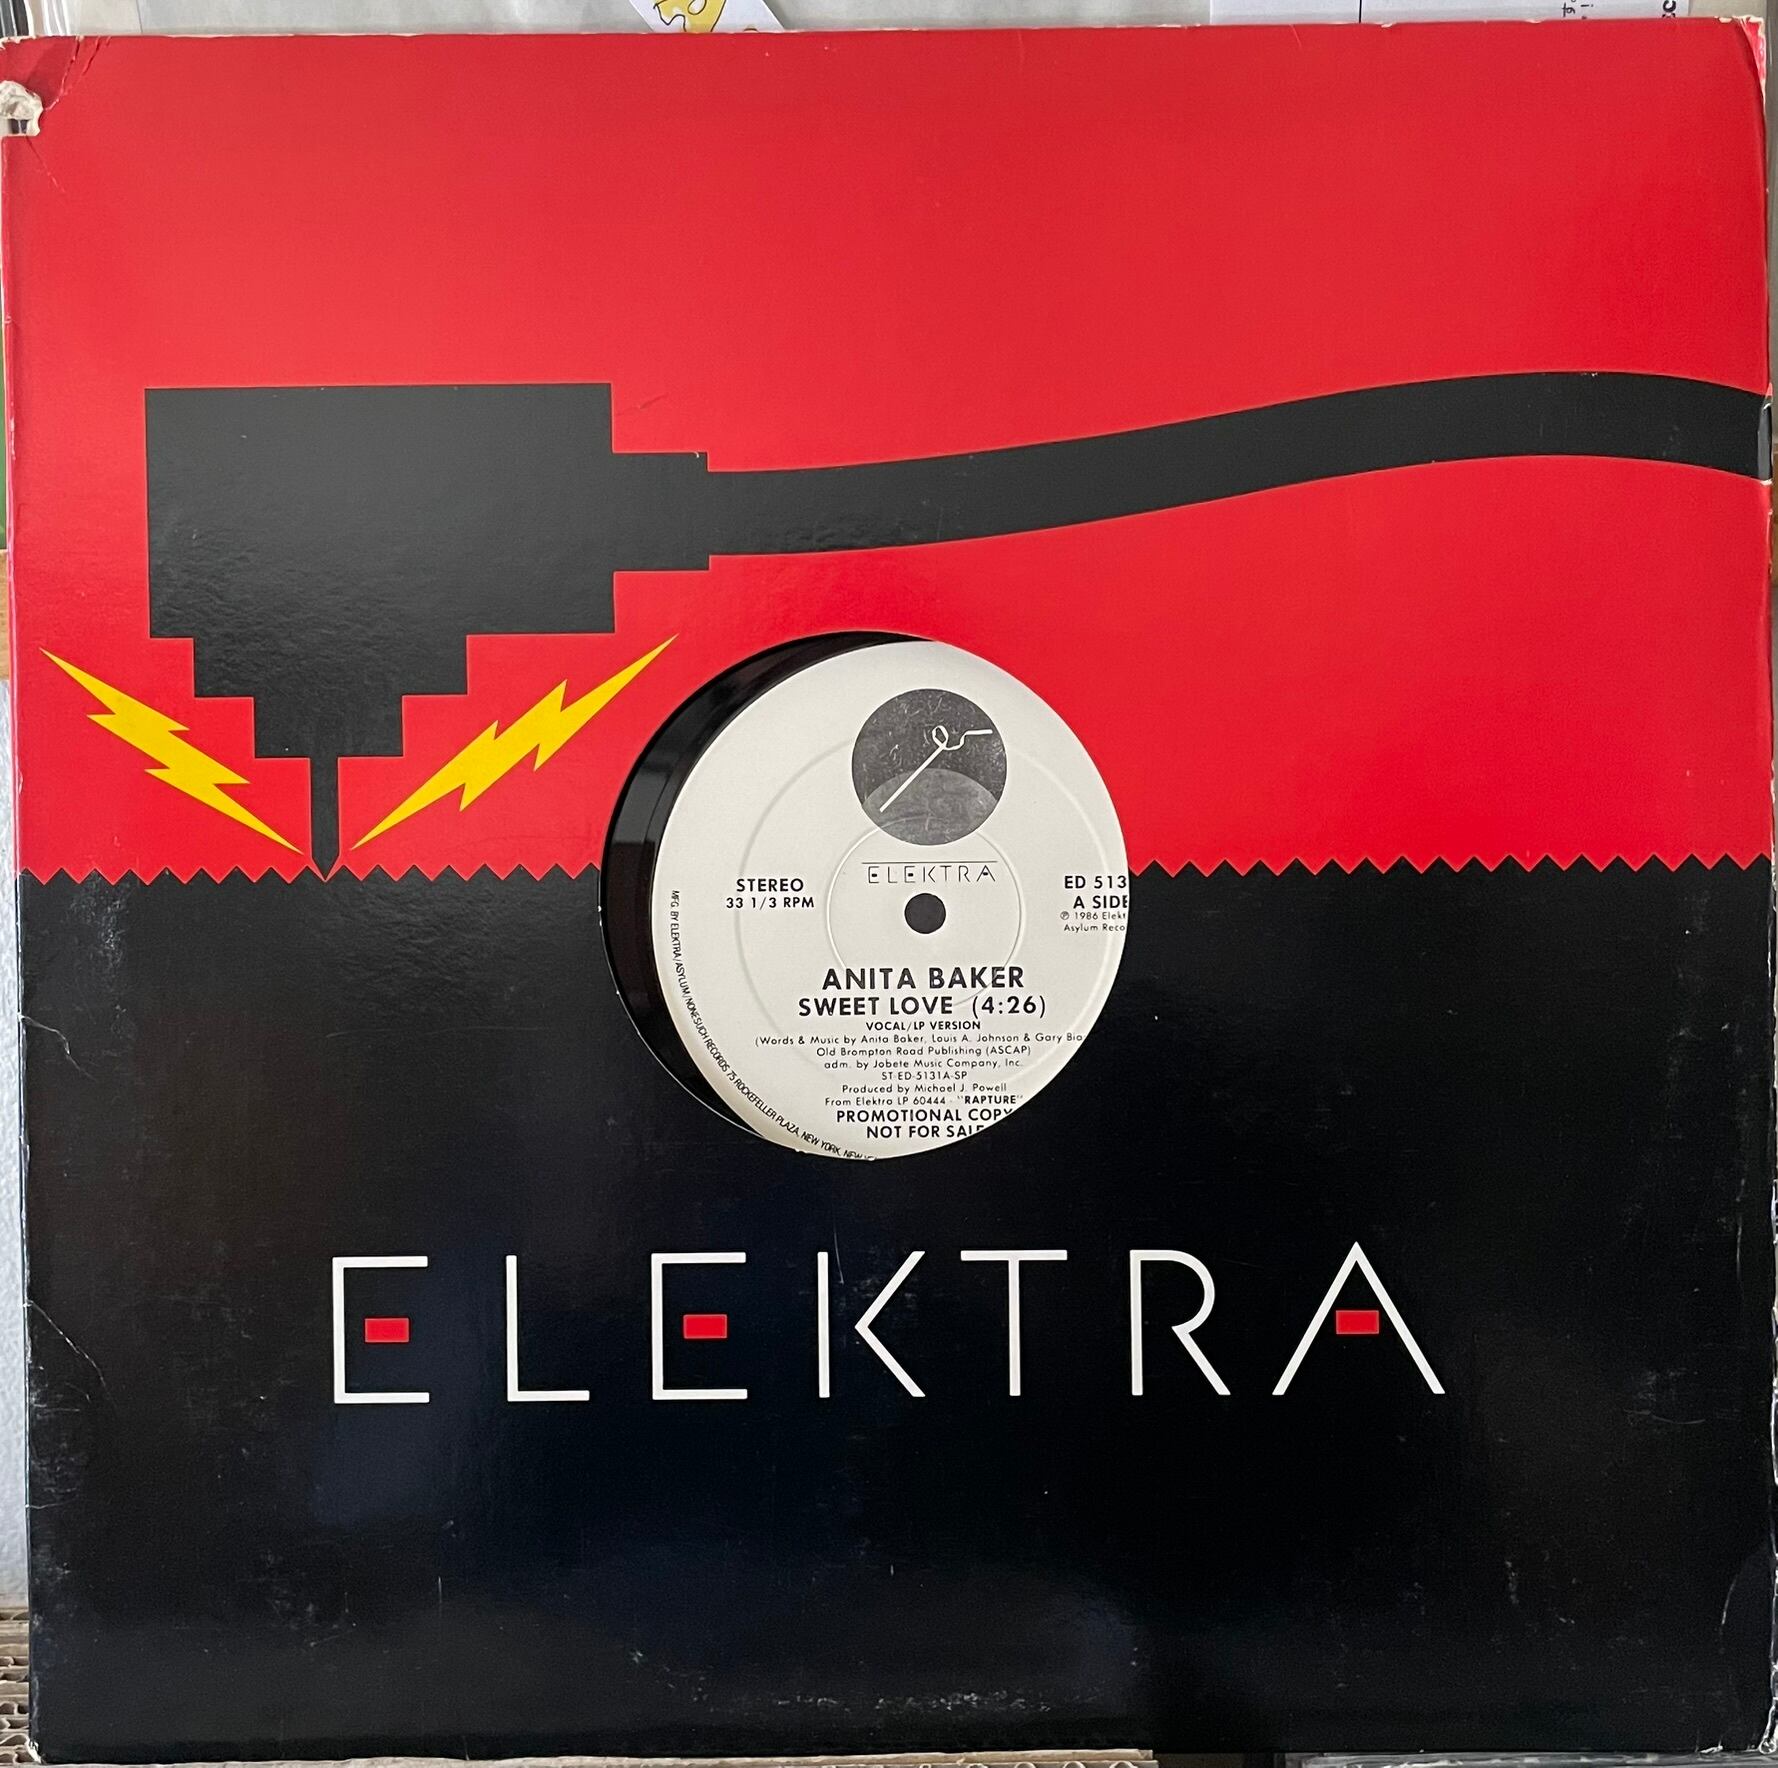 ELEKTRA
STEREO
33 1/3 RPM
ED 513
A SIDE
℗ 1986 Elekt
Asylum Reco
ANITA BAKER
SWEET LOVE (4:26)
VOCAL/LP VERSION
(Words & Music by Anita Baker, Louis A. Johnson & Gary Bia
Old Brompton Road Publishing (ASCAP)
adm. by Jobete Music Company, Inc.
ST-ED-5131A-SP
Produced by Michael J. Powell
From Elektra LP 60444 - "RAPTURE"
PROMOTIONAL COPY
NOT FOR SALE
MFG. BY ELEKTRA/ASYLUM/NONESUCH RECORDS, 75 ROCKEFELLER PLAZA, NEW YORK, NEW
ELEKTRA